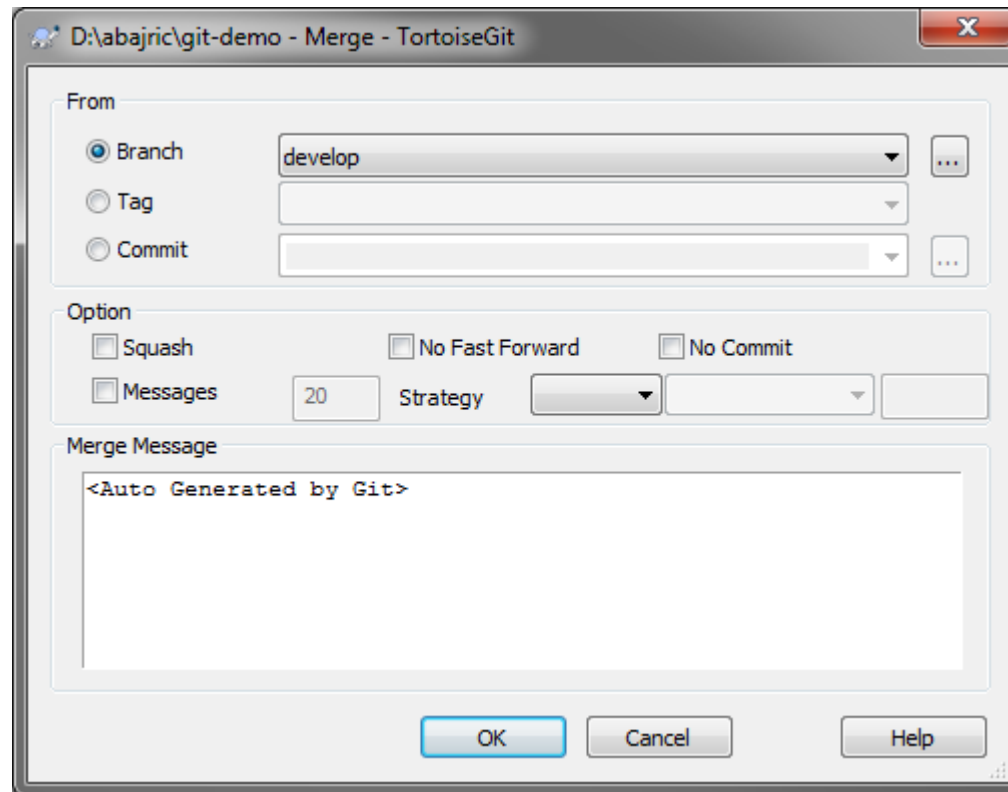 D:\abajric\git-demo - Merge - TortoiseGit
From
Branch develop ...
Tag
Commit ...
Option
Squash No Fast Forward No Commit
Messages 20 Strategy
Merge Message
<Auto Generated by Git>
OK Cancel Help